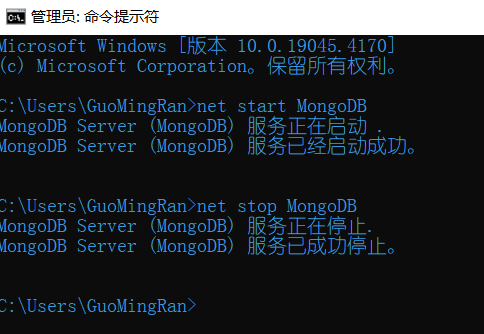 管理员: 命令提示符
Microsoft Windows [版本 10.0.19045.4170]
(c) Microsoft Corporation。保留所有权利。
C:\Users\GuoMingRan>net start MongoDB
MongoDB Server (MongoDB) 服务正在启动 .
MongoDB Server (MongoDB) 服务已经启动成功。
C:\Users\GuoMingRan>net stop MongoDB
MongoDB Server (MongoDB) 服务正在停止.
MongoDB Server (MongoDB) 服务已成功停止。
C:\Users\GuoMingRan>